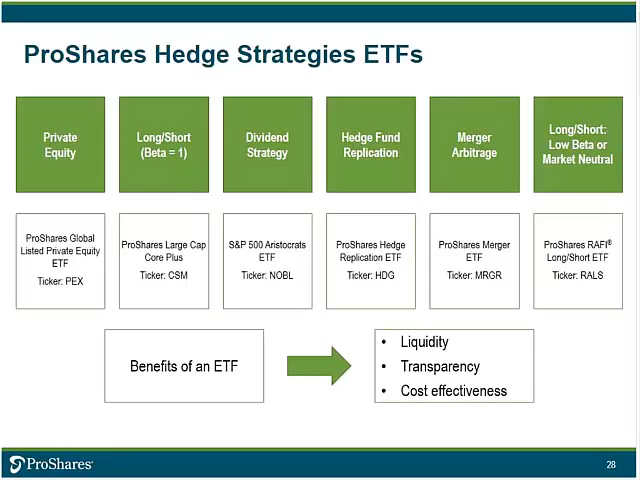 ProShares Hedge Strategies ETFs
Private
Equity
Long/Short
(Beta = 1)
Dividend
Strategy
Hedge Fund
Replication
Merger
Arbitrage
Long/Short:
Low Beta or
Market Neutral
ProShares Global
Listed Private Equity
ETF
Ticker: PEX
ProShares Large Cap
Core Plus
Ticker: CSM
S&P 500 Aristocrats
ETF
Ticker: NOBL
ProShares Hedge
Replication ETF
Ticker: HDG
ProShares Merger
ETF
Ticker: MRGR
ProShares RAFI®
Long/Short ETF
Ticker: RALS
Benefits of an ETF
• Liquidity
• Transparency
• Cost effectiveness
ProShares
28